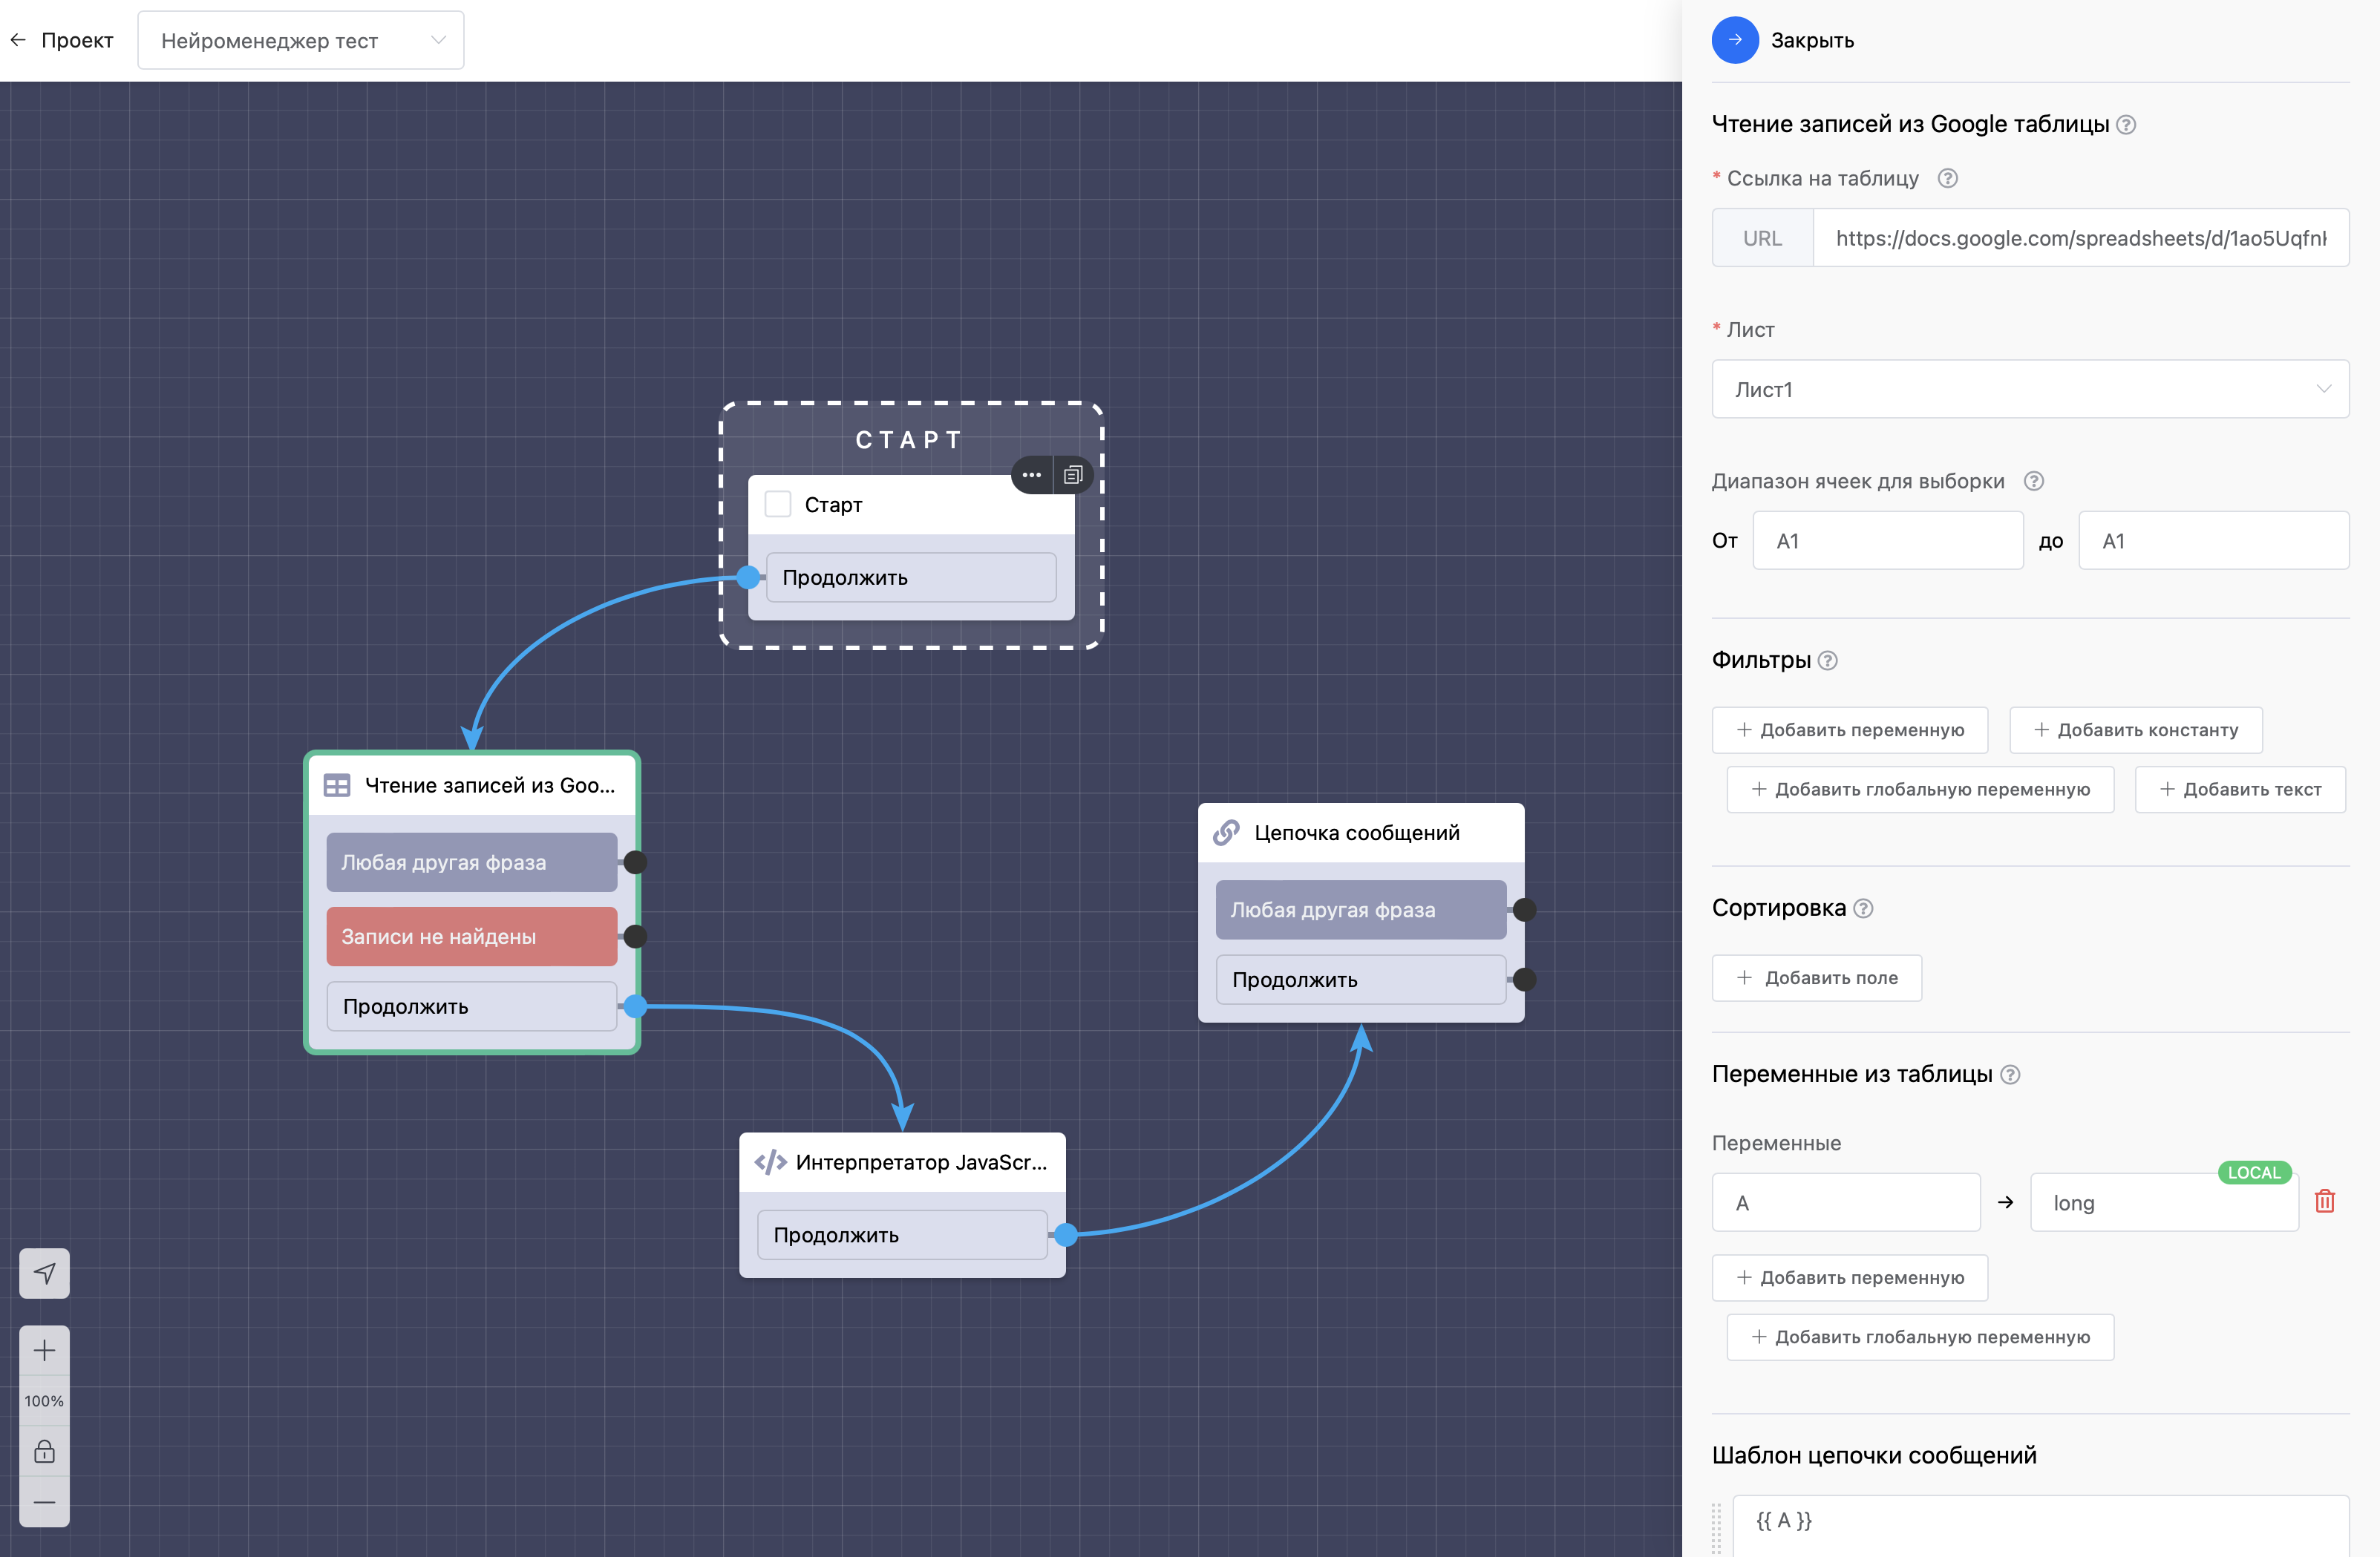 Проект
Нейроменеджер тест
СТАРТ
Старт
Продолжить
Чтение записей из Goo...
Любая другая фраза
Записи не найдены
Продолжить
Цепочка сообщений
Любая другая фраза
Продолжить
</> Интерпретатор JavaScr...
Продолжить
100%
Закрыть
Чтение записей из Google таблицы ?
* Ссылка на таблицу ?
URL https://docs.google.com/spreadsheets/d/1ao5Uqfn
* Лист
Лист1
Диапазон ячеек для выборки ?
От A1 до A1
Фильтры ?
+ Добавить переменную + Добавить константу
+ Добавить глобальную переменную + Добавить текст
Сортировка ?
+ Добавить поле
Переменные из таблицы ?
Переменные
LOCAL
A → long
+ Добавить переменную
+ Добавить глобальную переменную
Шаблон цепочки сообщений
{{ A }}